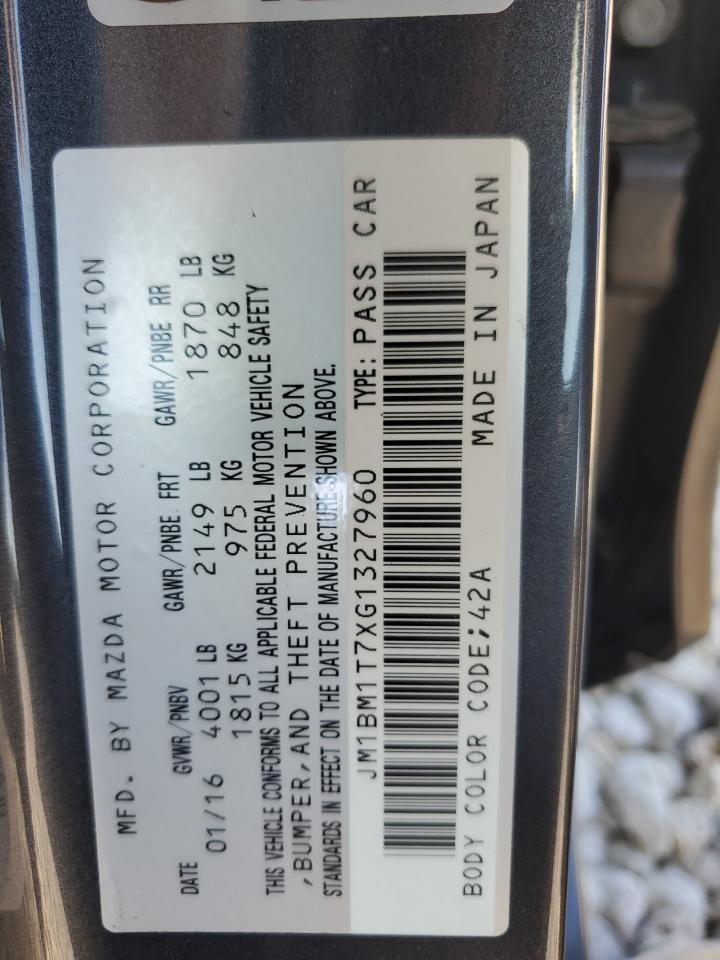 MFD. BY MAZDA MOTOR CORPORATION
DATE GVWR/PNBV GAWR/PNBE FRT GAWR/PNBE RR
01/16 4001 LB 2149 LB 1870 LB
1815 KG 975 KG 848 KG
THIS VEHICLE CONFORMS TO ALL APPLICABLE FEDERAL MOTOR VEHICLE SAFETY
,BUMPER,AND THEFT PREVENTION
STANDARDS IN EFFECT ON THE DATE OF MANUFACTURE SHOWN ABOVE.
JM1BM1T7XG1327960 TYPE: PASS CAR
BODY COLOR CODE;42A MADE IN JAPAN